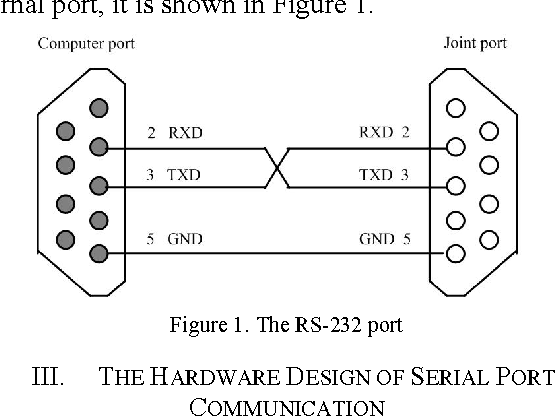 rnal port, it is shown in Figure 1.
Computer port
Joint port
2 RXD
RXD 2
3 TXD
TXD 3
5 GND
GND 5
Figure 1. The RS-232 port
III. THE HARDWARE DESIGN OF SERIAL PORT
COMMUNICATION